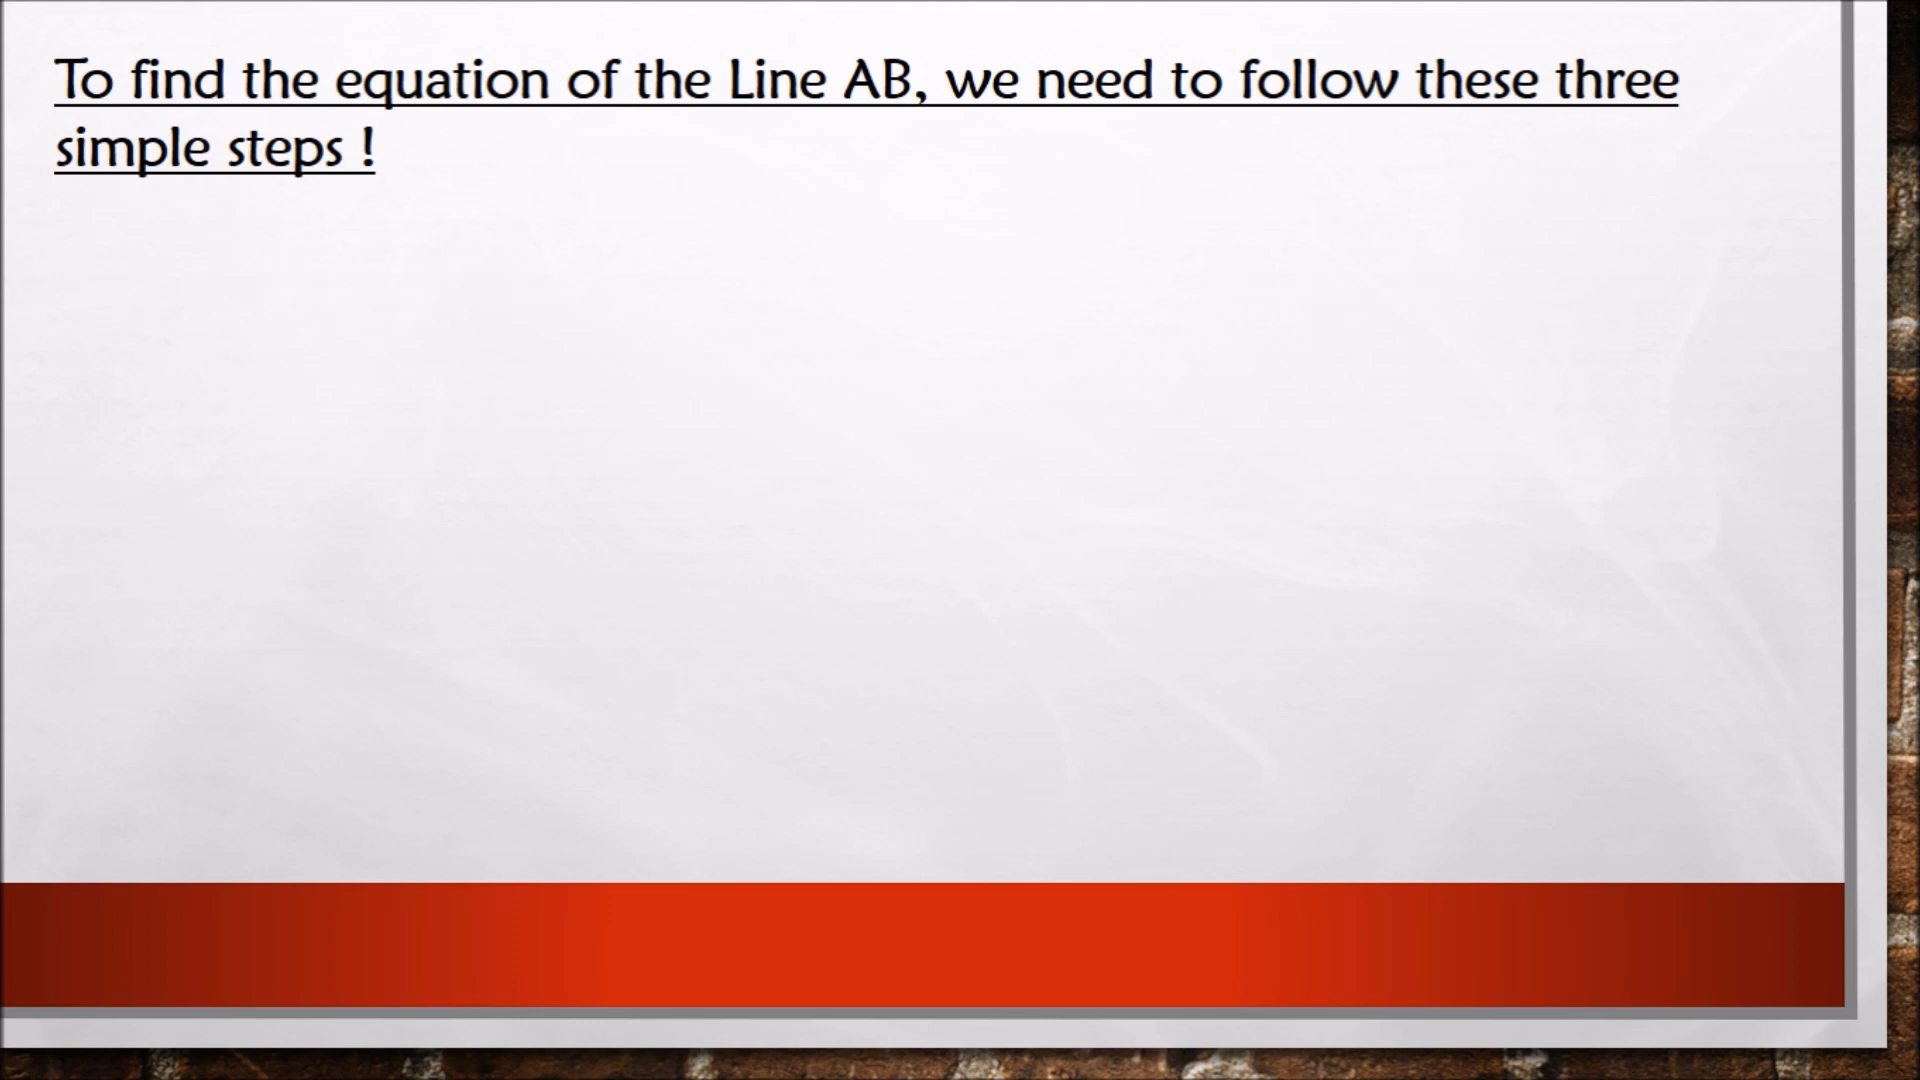 To find the equation of the Line AB, we need to follow these three
simple steps !